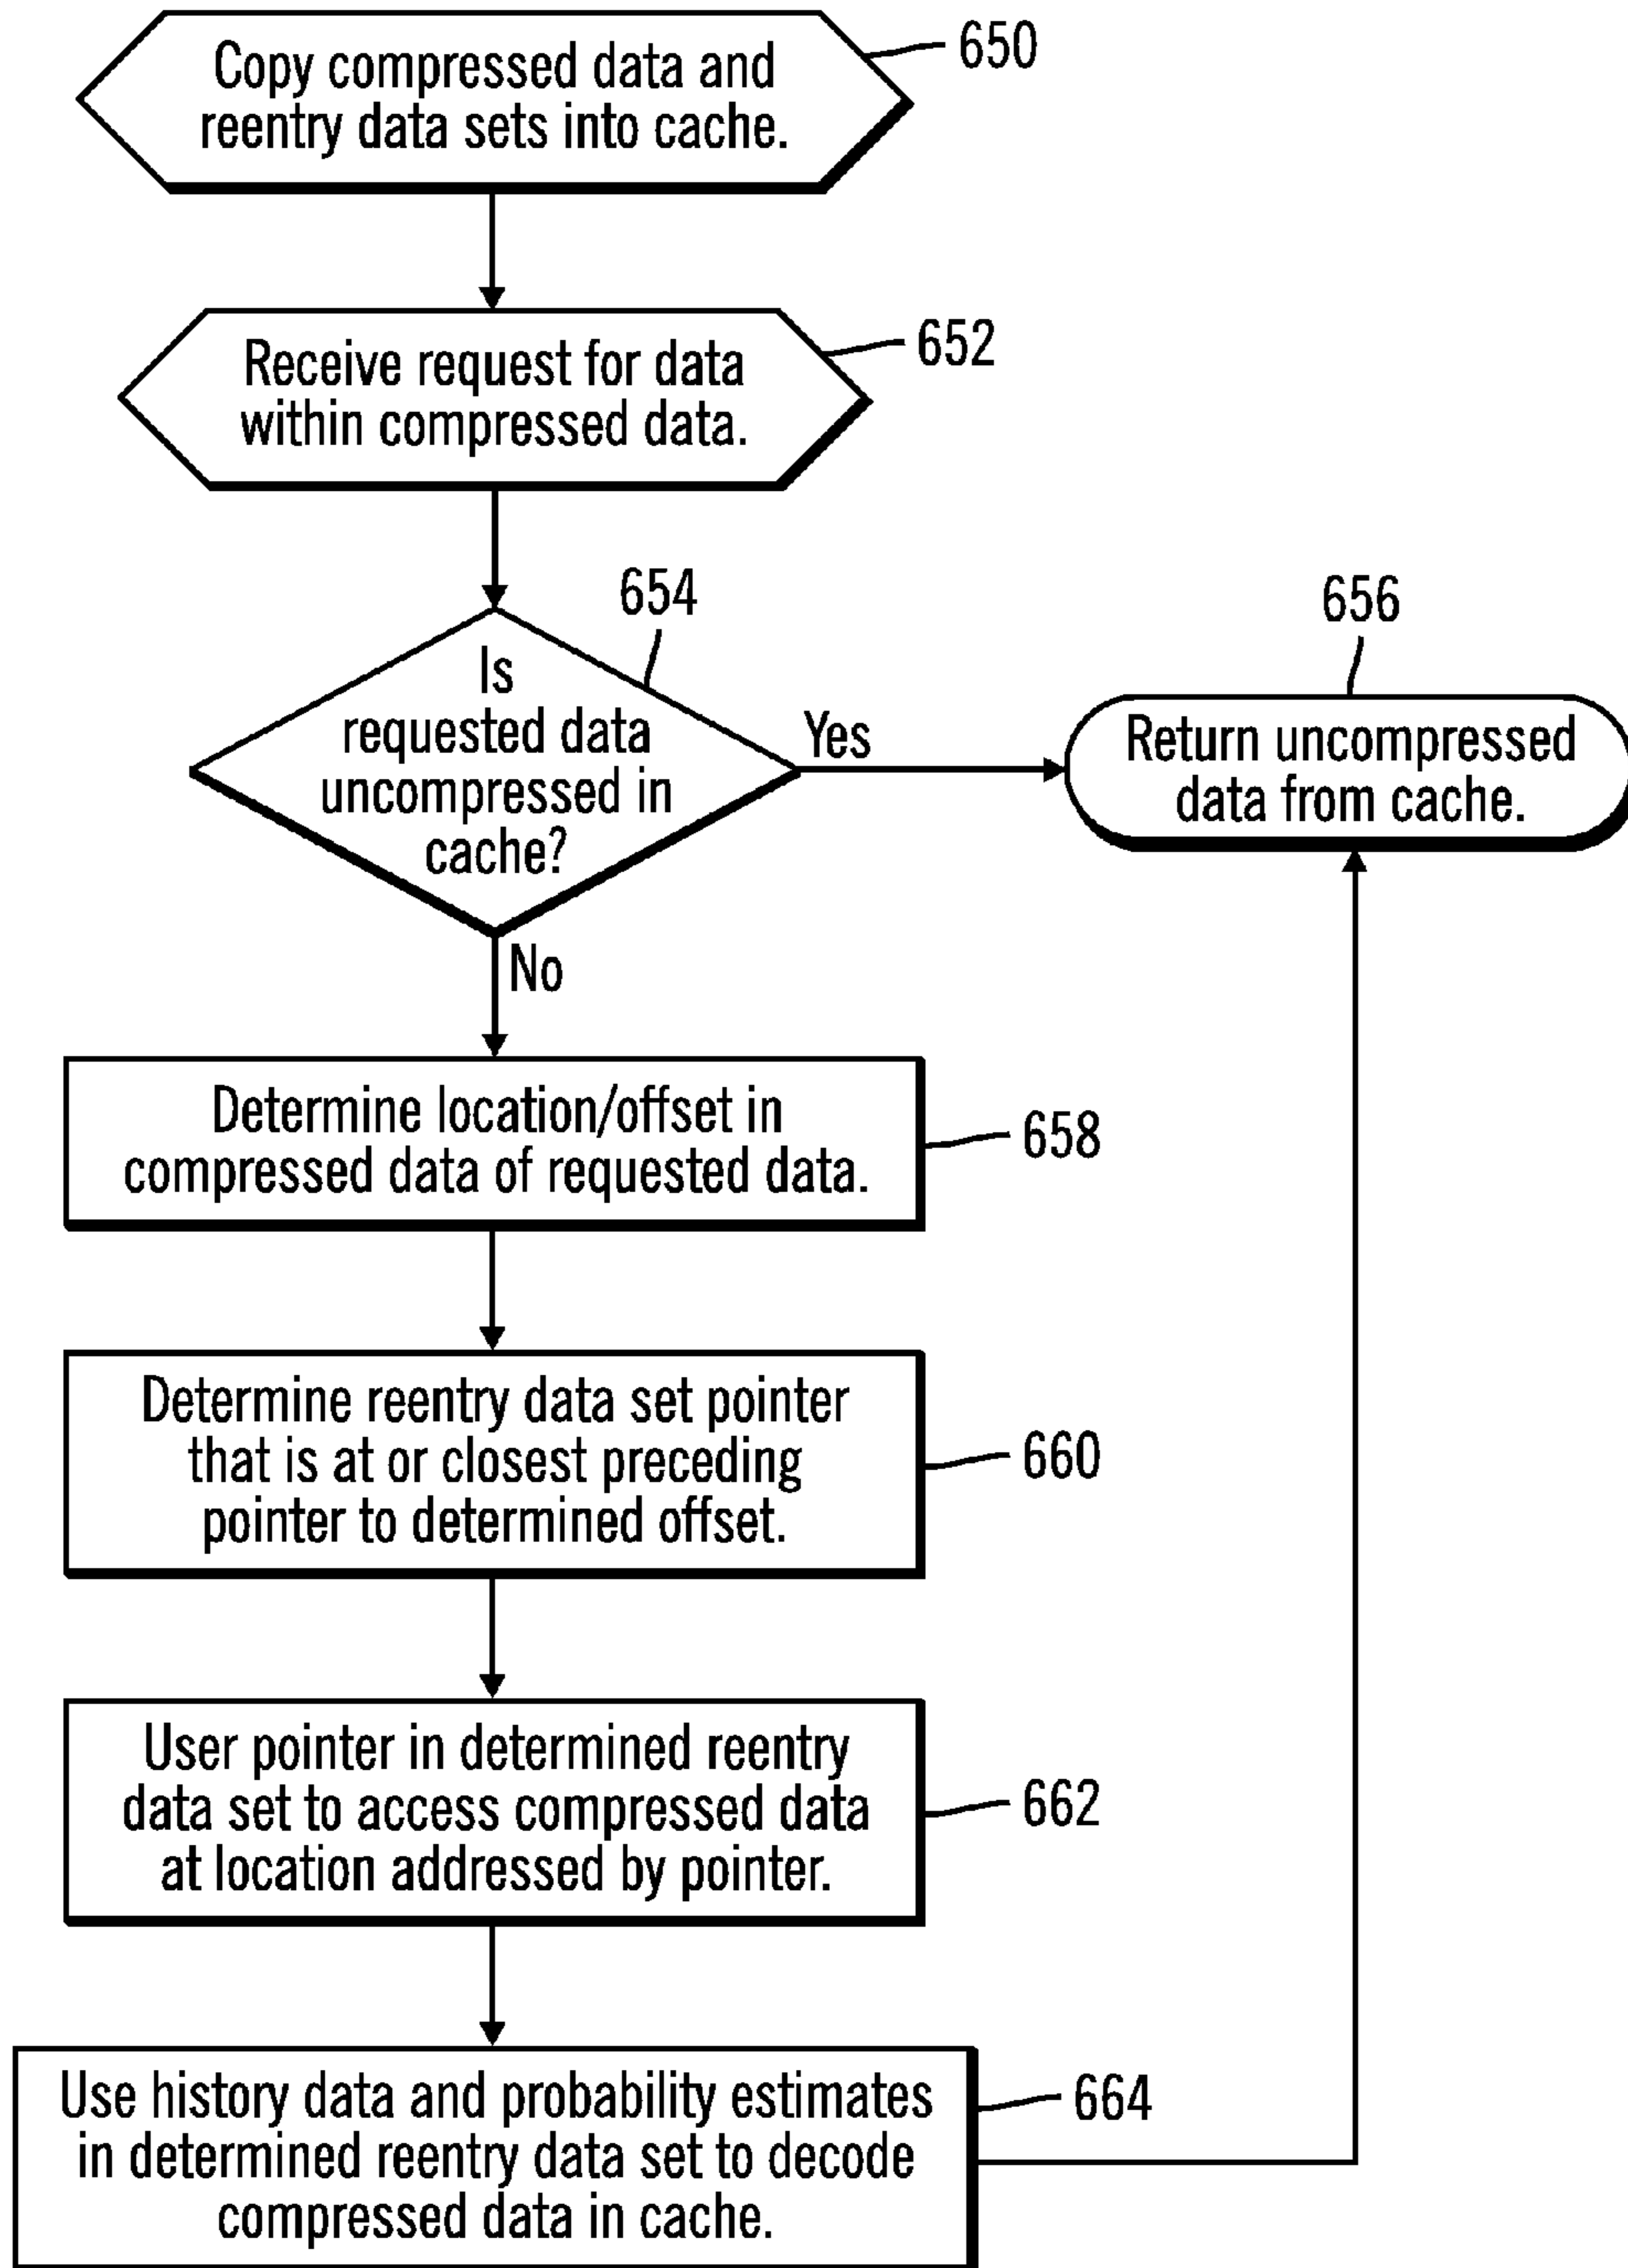 Copy compressed data and
reentry data sets into cache.
650
Receive request for data
within compressed data.
652
654
Is
requested data
uncompressed in
cache?
Yes
656
Return uncompressed
data from cache.
No
Determine location/offset in
compressed data of requested data.
658
Determine reentry data set pointer
that is at or closest preceding
pointer to determined offset.
660
User pointer in determined reentry
data set to access compressed data
at location addressed by pointer.
662
Use history data and probability estimates
in determined reentry data set to decode
compressed data in cache.
664